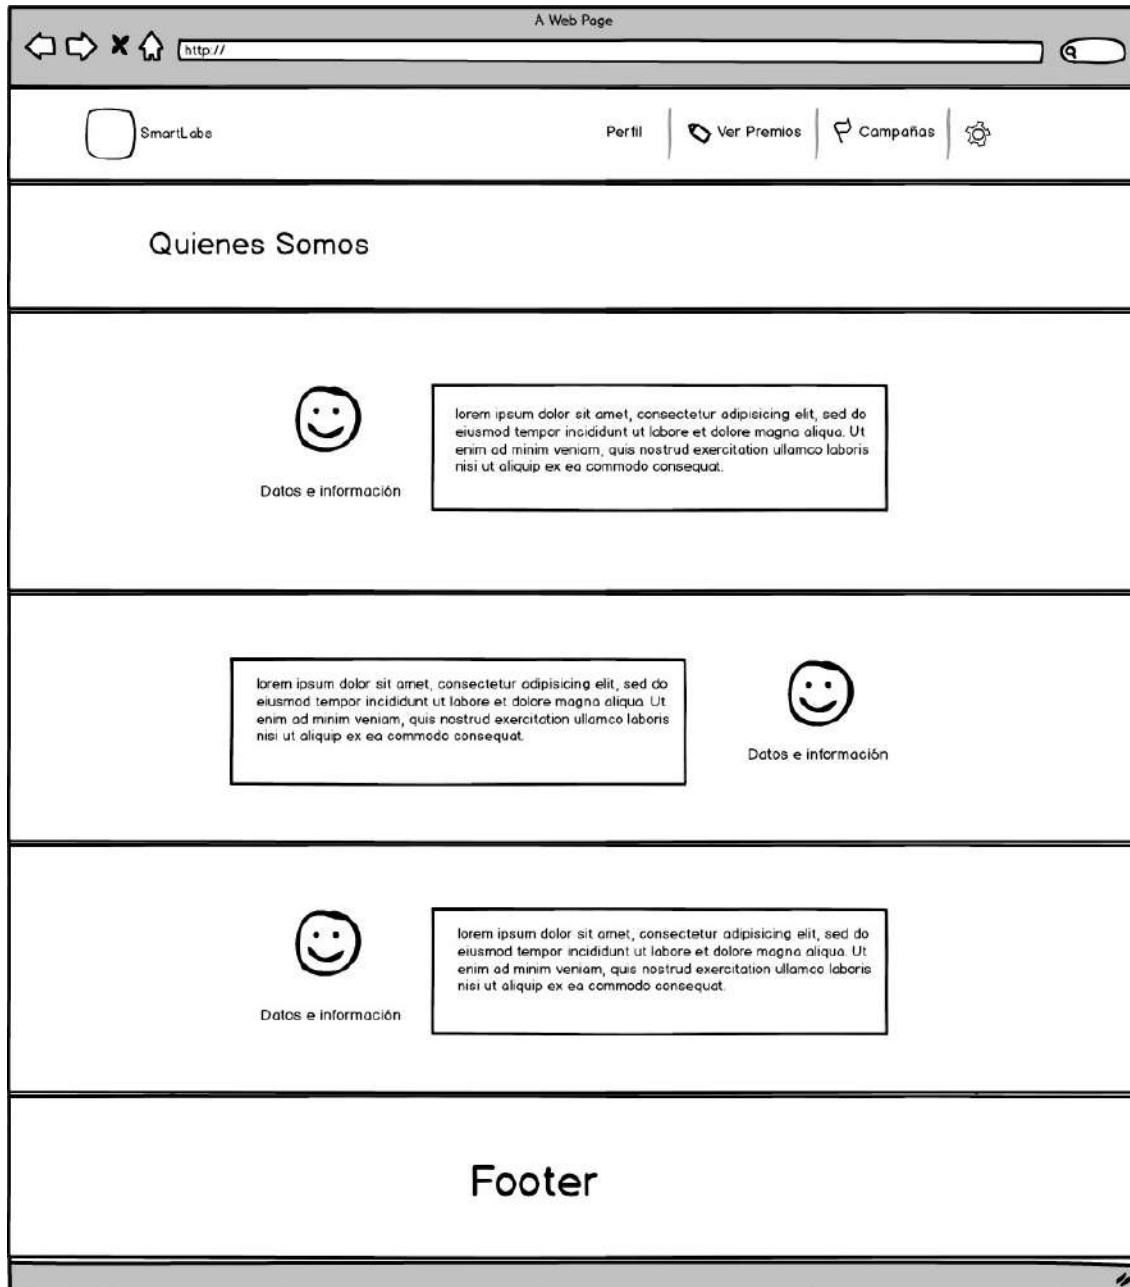 A Web Page
http://
SmartLabs
Perfil
Ver Premios
Campañas
Quienes Somos
lorem ipsum dolor sit amet, consectetur adipisicing elit, sed do
eiusmod tempor incididunt ut labore et dolore magna aliqua. Ut
enim ad minim veniam, quis nostrud exercitation ullamco laboris
nisi ut aliquip ex ea commodo consequat.
Datos e información
lorem ipsum dolor sit amet, consectetur adipisicing elit, sed do
eiusmod tempor incididunt ut labore et dolore magna aliqua. Ut
enim ad minim veniam, quis nostrud exercitation ullamco laboris
nisi ut aliquip ex ea commodo consequat.
Datos e información
lorem ipsum dolor sit amet, consectetur adipisicing elit, sed do
eiusmod tempor incididunt ut labore et dolore magna aliqua. Ut
enim ad minim veniam, quis nostrud exercitation ullamco laboris
nisi ut aliquip ex ea commodo consequat.
Datos e información
Footer